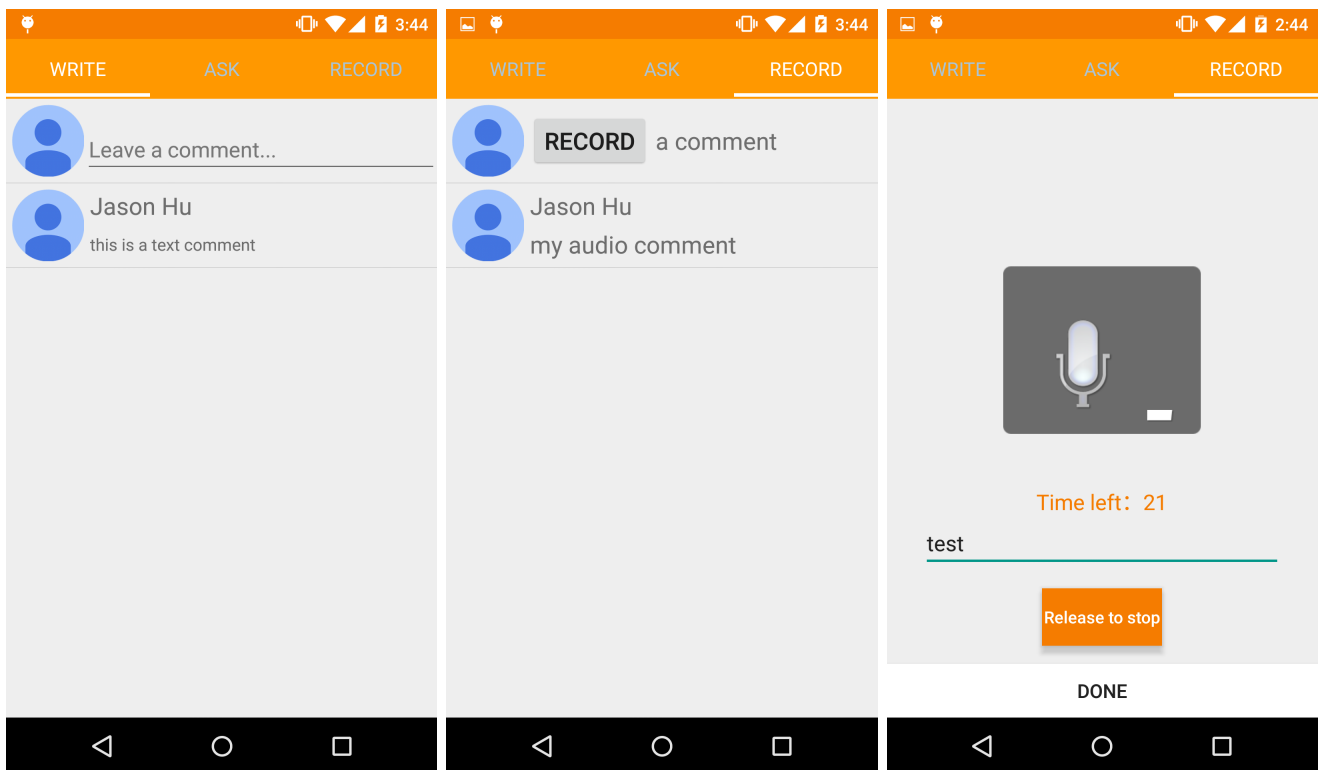 3:44
WRITE ASK RECORD
Leave a comment...
Jason Hu
this is a text comment
3:44
WRITE ASK RECORD
RECORD a comment
Jason Hu
my audio comment
2:44
WRITE ASK RECORD
Time left：21
test
Release to stop
DONE